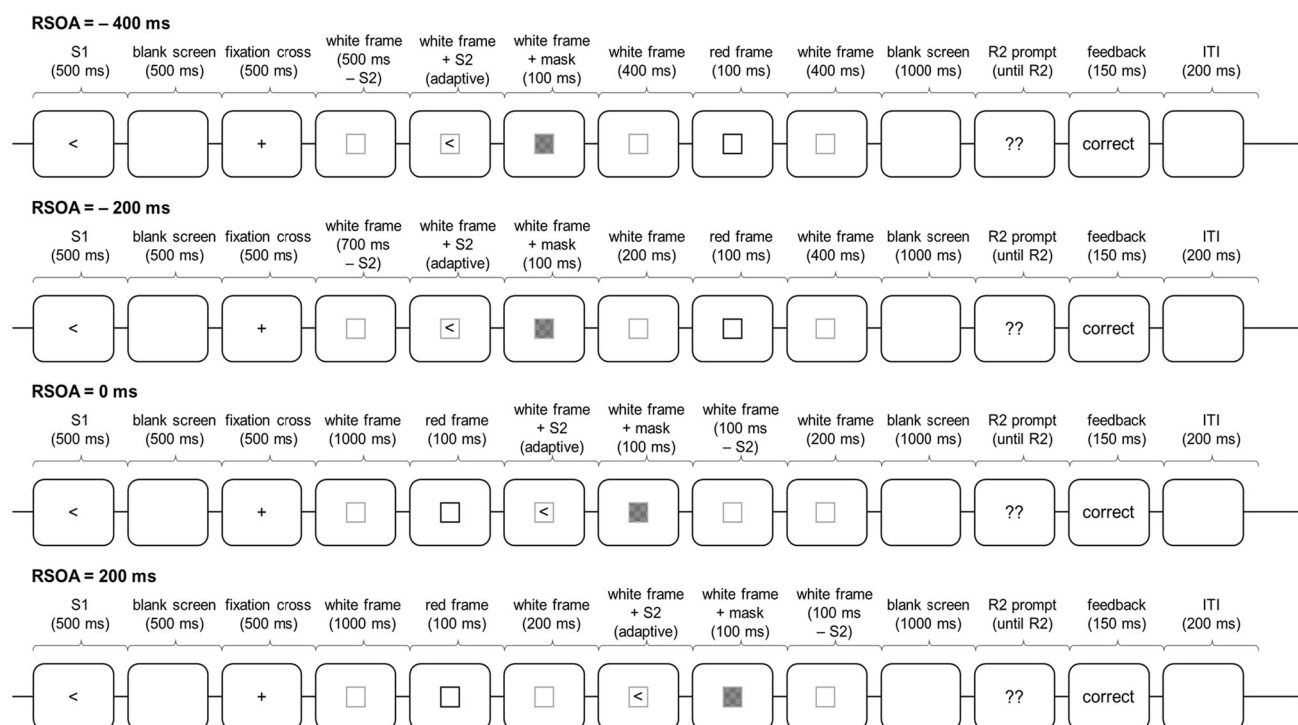 RSOA = – 400 ms
S1 blank screen fixation cross white frame white frame white frame white frame red frame white frame blank screen R2 prompt feedback ITI
(500 ms) (500 ms) (500 ms) (500 ms + S2 + mask (400 ms) (100 ms) (400 ms) (1000 ms) (until R2) (150 ms) (200 ms)
– S2) (adaptive) (100 ms)
< + < ?? correct
RSOA = – 200 ms
S1 blank screen fixation cross white frame white frame white frame white frame red frame white frame blank screen R2 prompt feedback ITI
(500 ms) (500 ms) (500 ms) (700 ms + S2 + mask (200 ms) (100 ms) (400 ms) (1000 ms) (until R2) (150 ms) (200 ms)
– S2) (adaptive) (100 ms)
< + < ?? correct
RSOA = 0 ms
S1 blank screen fixation cross white frame red frame white frame white frame white frame white frame blank screen R2 prompt feedback ITI
(500 ms) (500 ms) (500 ms) (1000 ms) (100 ms) + S2 + mask (100 ms (200 ms) (1000 ms) (until R2) (150 ms) (200 ms)
(adaptive) (100 ms) – S2)
< + < ?? correct
RSOA = 200 ms
S1 blank screen fixation cross white frame red frame white frame white frame white frame white frame blank screen R2 prompt feedback ITI
(500 ms) (500 ms) (500 ms) (1000 ms) (100 ms) (200 ms) + S2 + mask (100 ms (1000 ms) (until R2) (150 ms) (200 ms)
(adaptive) (100 ms) – S2)
< + < ?? correct